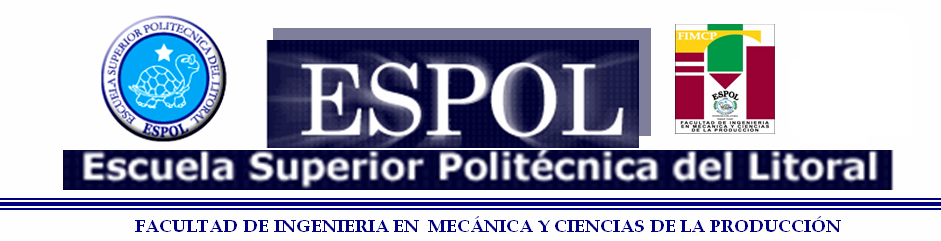 ESCUELA SUPERIOR POLITECNICA DEL LITORAL
ESPOL
ESPOL
FIMCP
ESPOL
FACULTAD DE INGENIERIA
EN MECANICA Y CIENCIAS
DE LA PRODUCCION
Escuela Superior Politécnica del Litoral
FACULTAD DE INGENIERIA EN MECÁNICA Y CIENCIAS DE LA PRODUCCIÓN